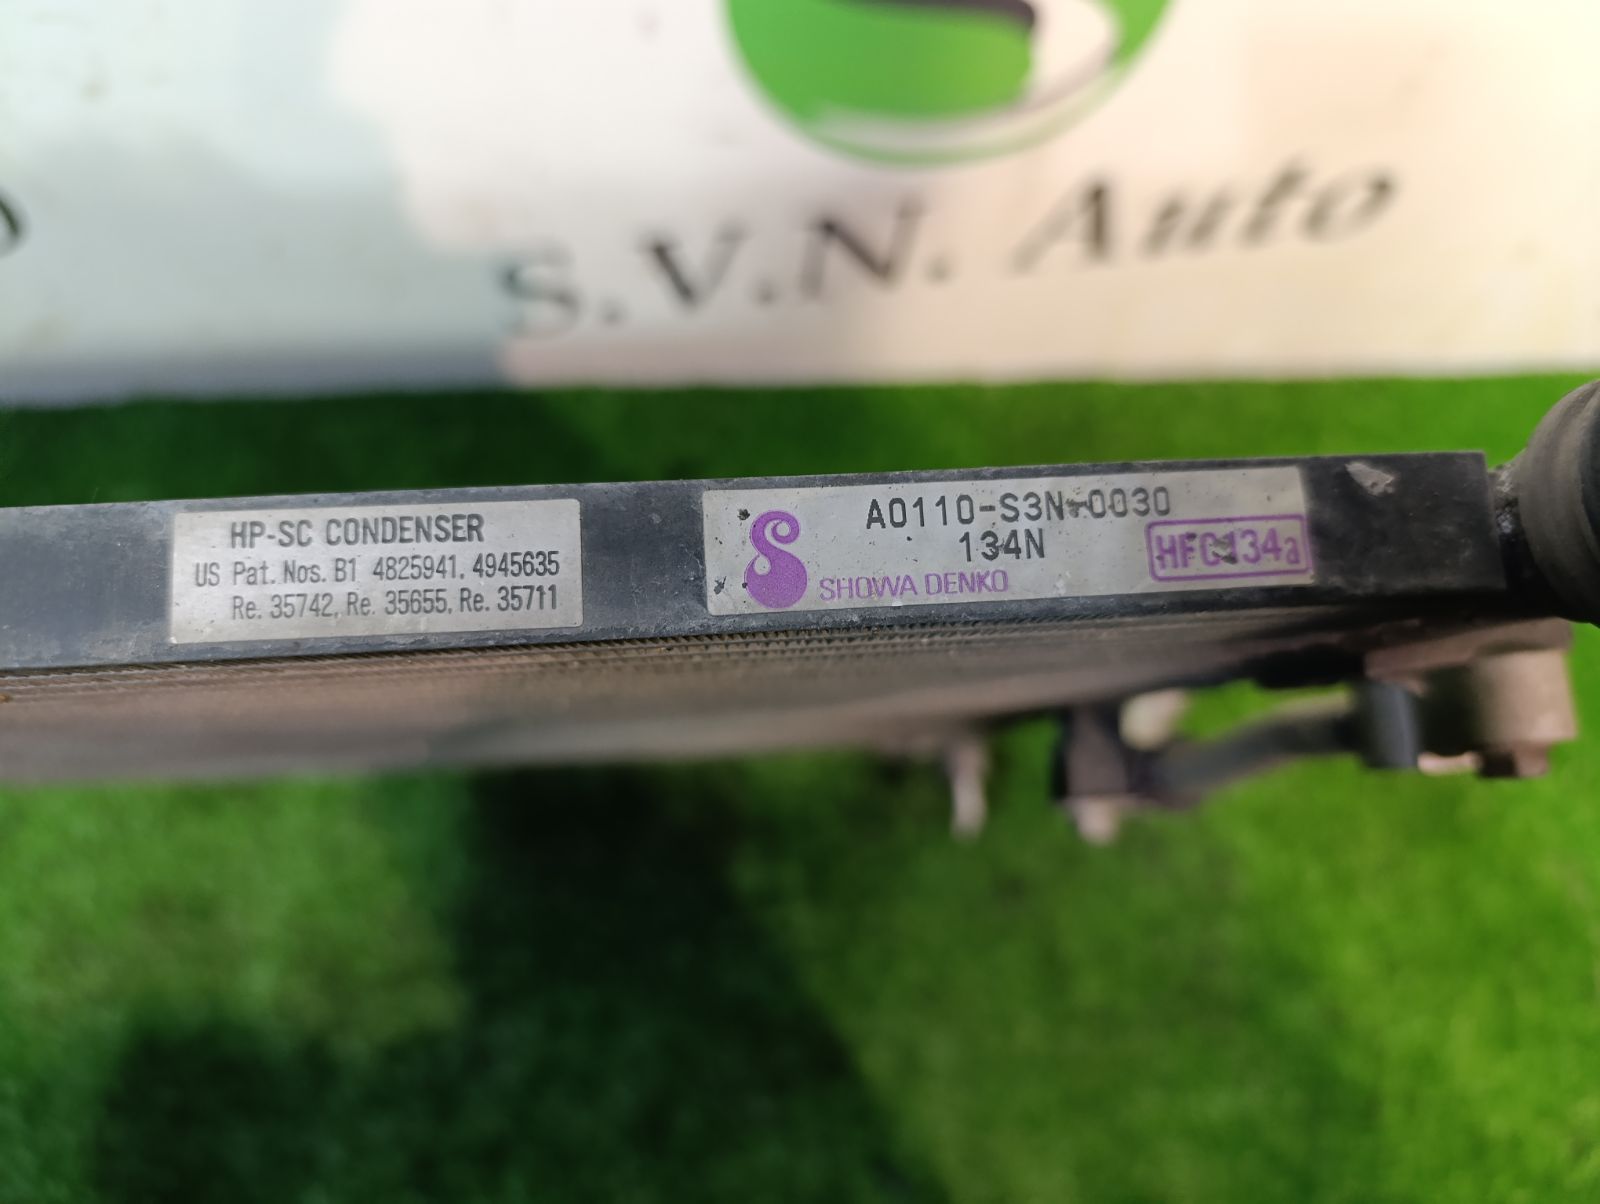 S.V.N. Auto
HP-SC CONDENSER
US Pat. Nos. B1 4825941, 4945635
Re. 35742, Re. 35655, Re. 35711
A0110-S3N-0030
134N
HFC134a
SHOWA DENKO